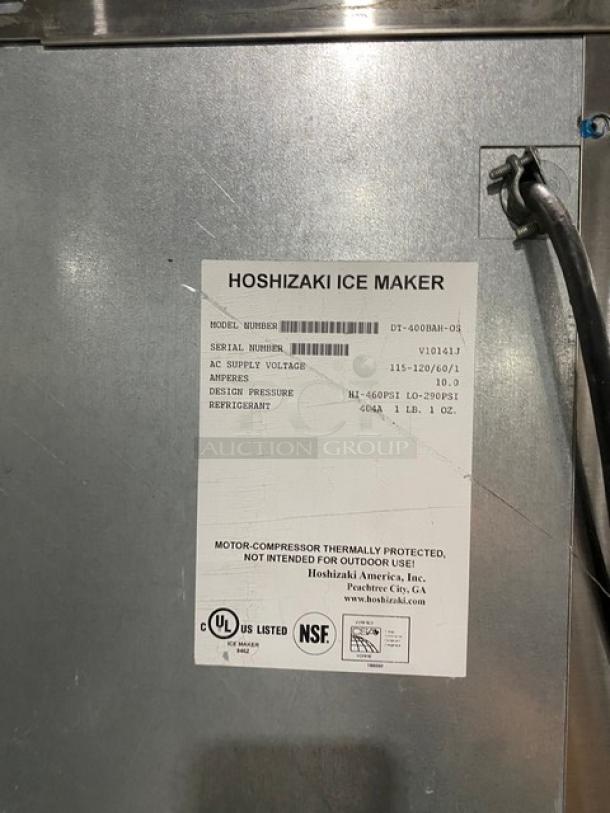 HOSHIZAKI ICE MAKER
MODEL NUMBER DT-400BAH-OS
SERIAL NUMBER V10141J
AC SUPPLY VOLTAGE 115-120/60/1
AMPERES 10.0
DESIGN PRESSURE HI-460PSI LO-290PSI
REFRIGERANT 404A 1 LB. 1 OZ.
PCI
AUCTION GROUP
MOTOR-COMPRESSOR THERMALLY PROTECTED,
NOT INTENDED FOR OUTDOOR USE!
Hoshizaki America, Inc.
Peachtree City, GA
www.hoshizaki.com
C UL US LISTED NSF
ICE MAKER